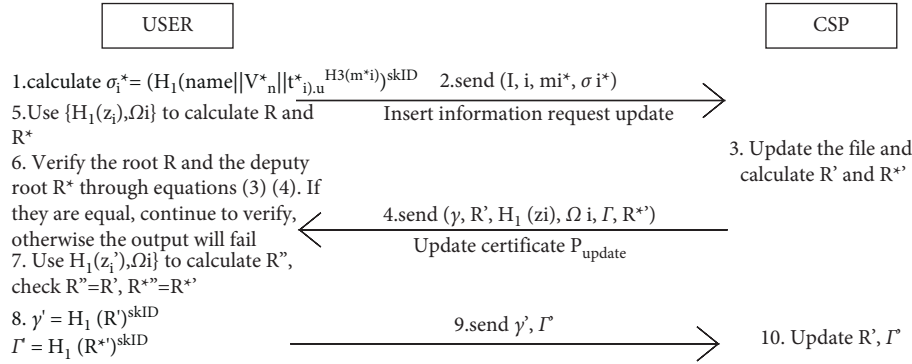 USER
CSP
1.calculate σi*= (H1(name||V*n||t*i).u^H3(m*i))^skID
2.send (I, i, mi*, σ i*)
Insert information request update
5.Use {H1(zi),Ωi} to calculate R and
R*
3. Update the file and
calculate R’ and R*’
6. Verify the root R and the deputy
root R* through equations (3) (4). If
they are equal, continue to verify,
otherwise the output will fail
4.send (γ, R’, H1 (zi), Ω i, Γ, R*’)
Update certificate Pupdate
7. Use H1(zi’),Ωi} to calculate R”,
check R”=R’, R*”=R*’
8. γ' = H1 (R')^skID
Γ' = H1 (R*')^skID
9.send γ’, Γ’
10. Update R’, Γ’